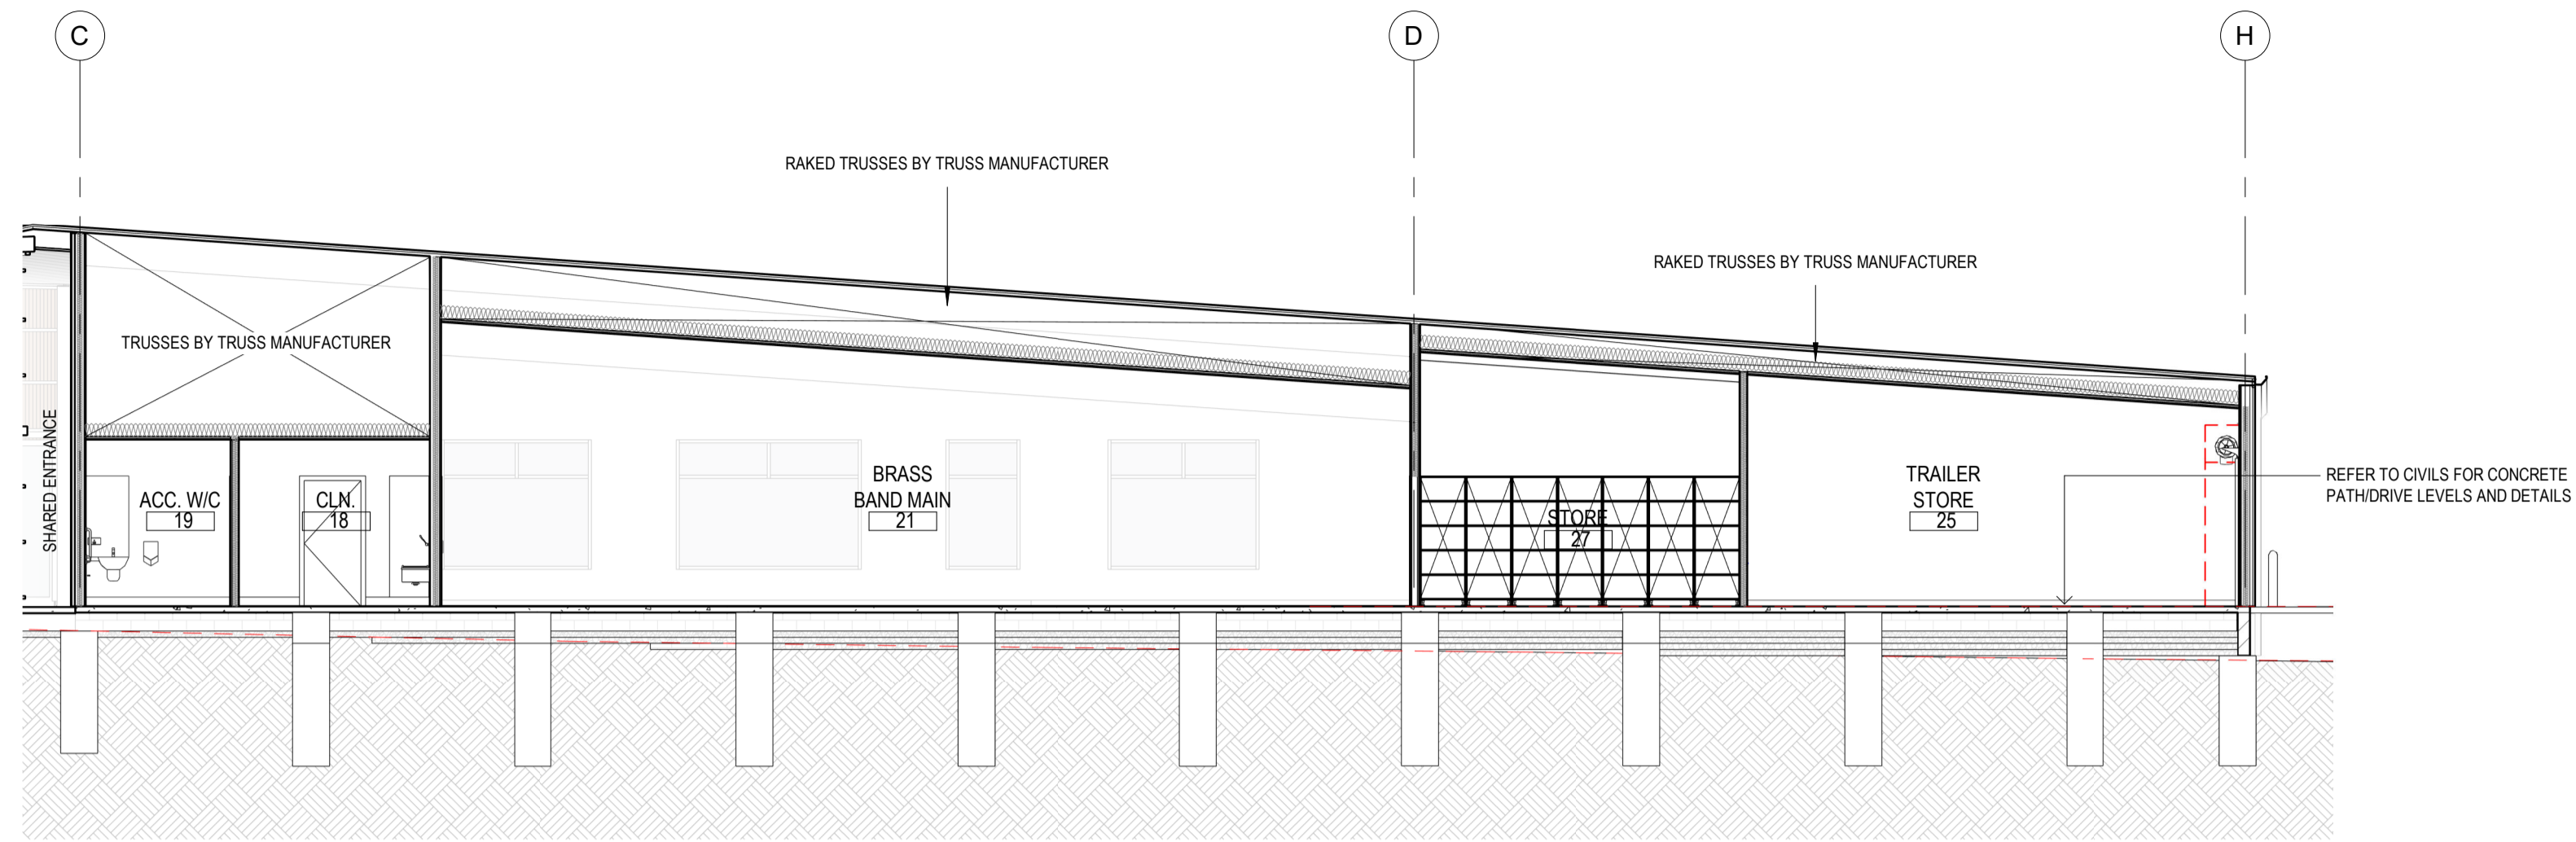 C
D
H
RAKED TRUSSES BY TRUSS MANUFACTURER
RAKED TRUSSES BY TRUSS MANUFACTURER
TRUSSES BY TRUSS MANUFACTURER
SHARED ENTRANCE
ACC. W/C
19
CLN.
18
BRASS
BAND MAIN
21
STORE
27
TRAILER
STORE
25
REFER TO CIVILS FOR CONCRETE
PATH/DRIVE LEVELS AND DETAILS